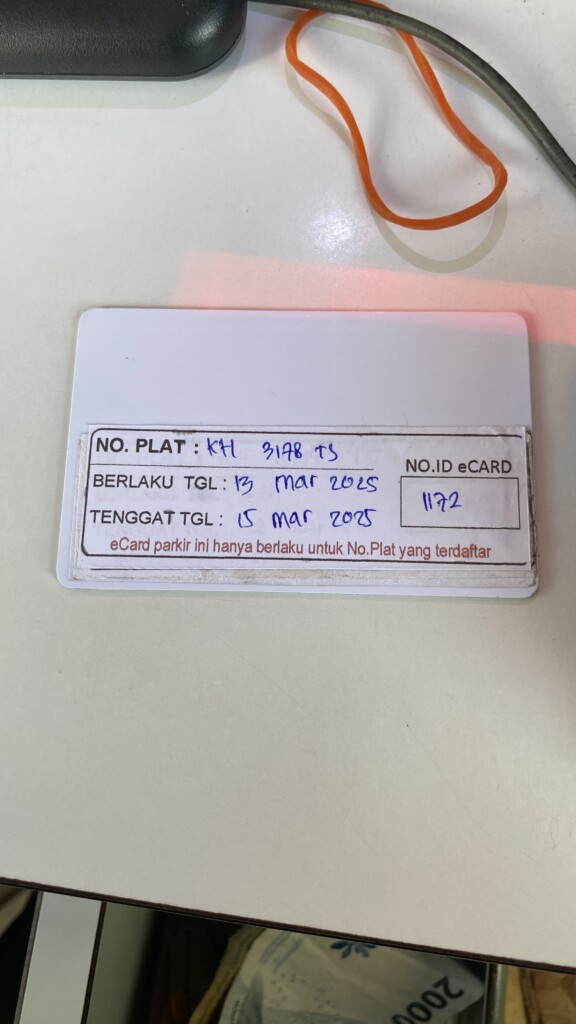 NO. PLAT : KH 3178 TS
BERLAKU TGL : 13 Mar 2025
TENGGAT TGL : 15 Mar 2025
NO.ID eCARD
1172
eCard parkir ini hanya berlaku untuk No.Plat yang terdaftar
2000